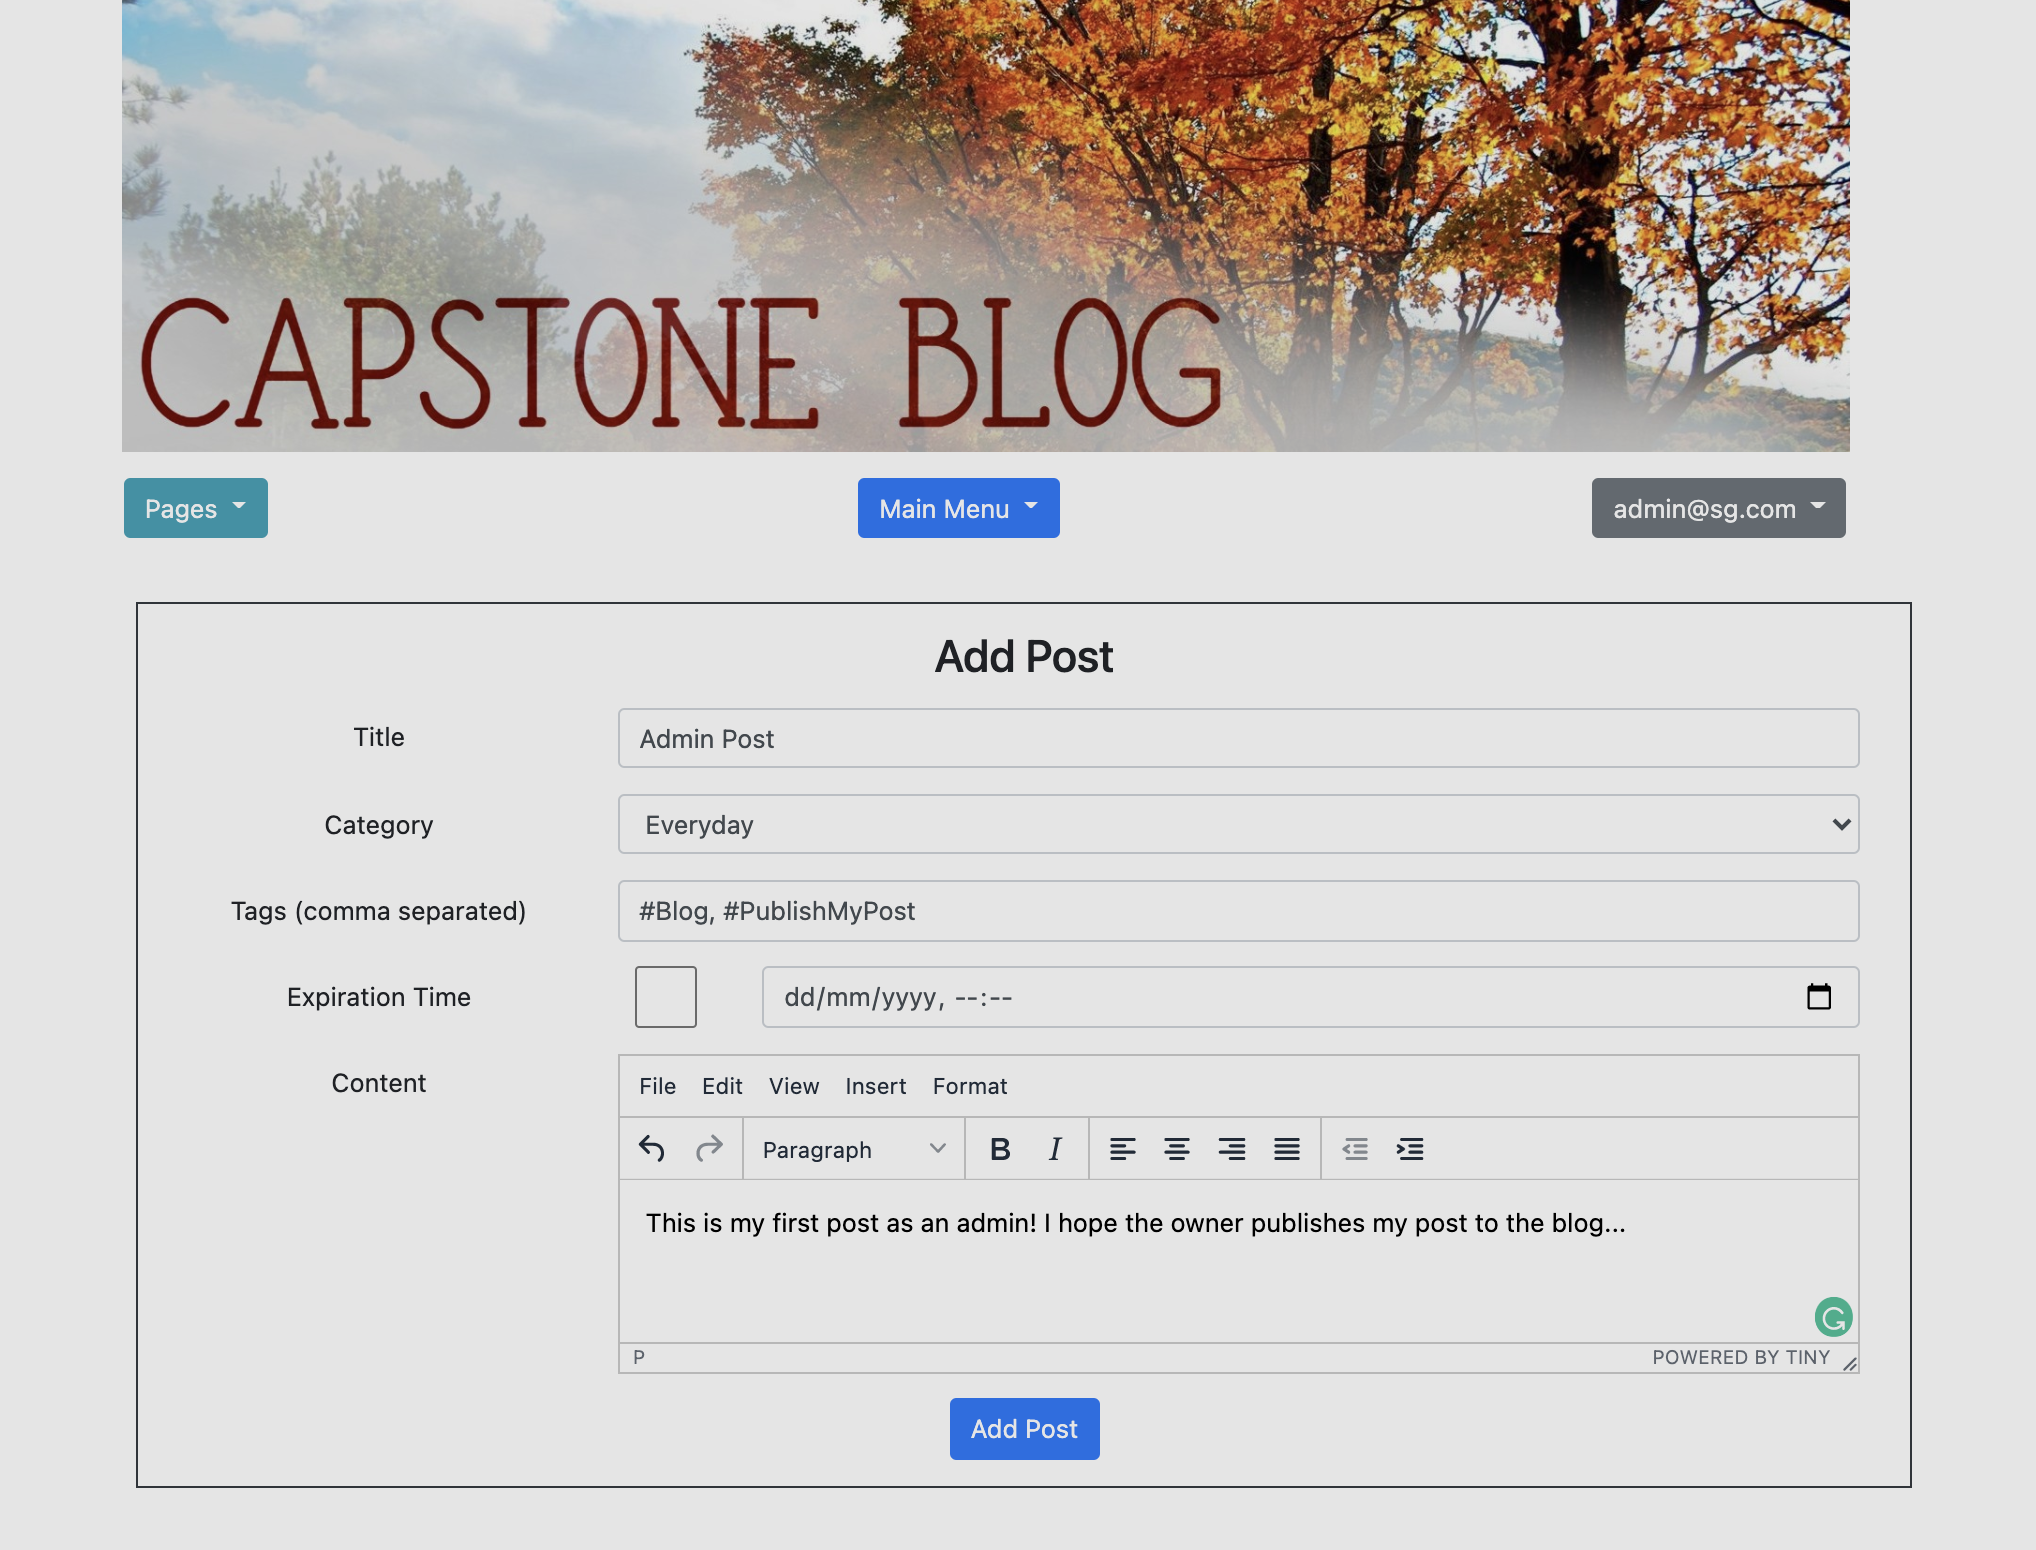 CAPSTONE BLOG
Pages
Main Menu
admin@sg.com
Add Post
Title
Admin Post
Category
Everyday
Tags (comma separated)
#Blog, #PublishMyPost
Expiration Time
dd/mm/yyyy, --:--
Content
File Edit View Insert Format
Paragraph B I
This is my first post as an admin! I hope the owner publishes my post to the blog...
P
POWERED BY TINY
Add Post